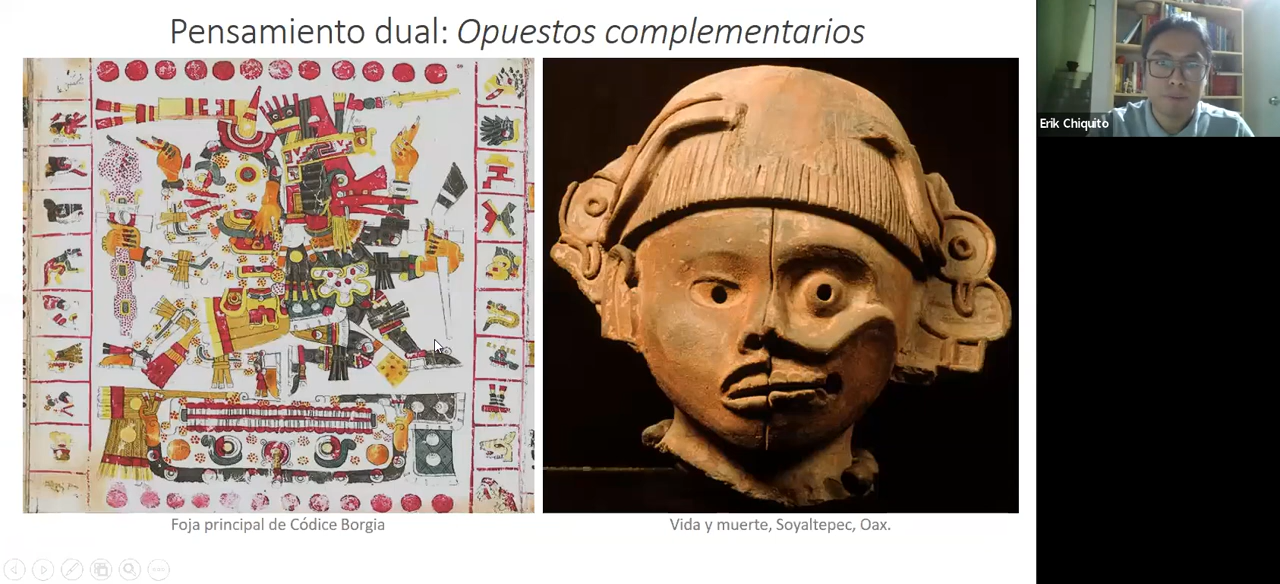 Pensamiento dual: Opuestos complementarios
Erik Chiquito
Foja principal de Códice Borgia
Vida y muerte, Soyaltepec, Oax.